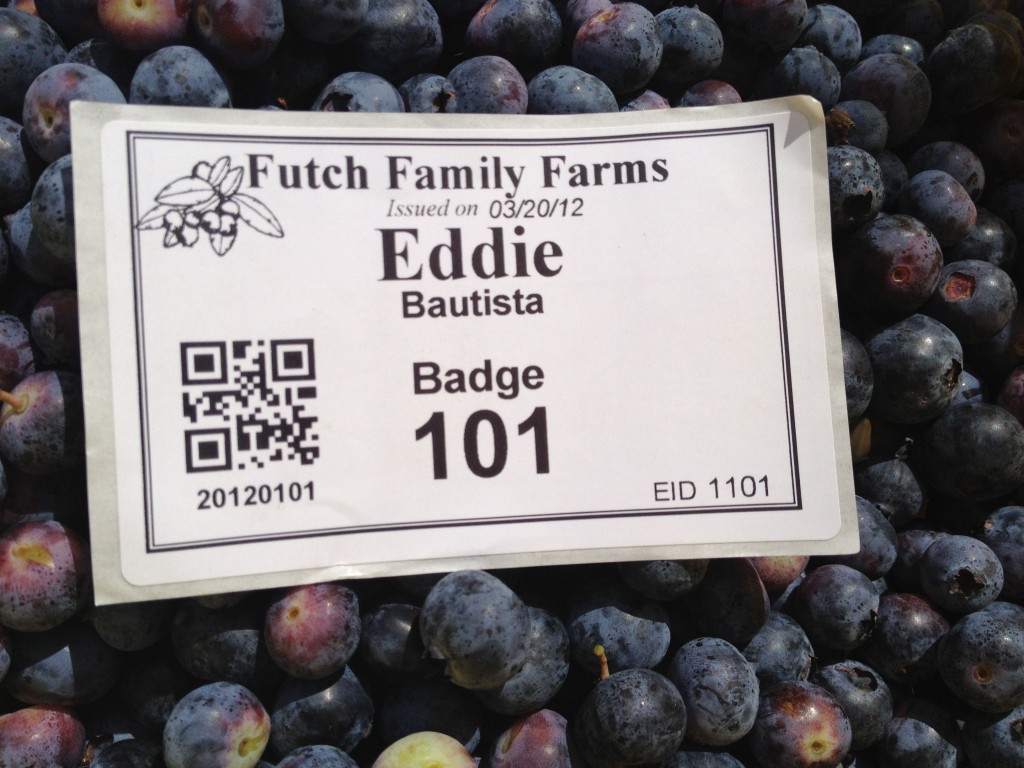 Futch Family Farms
Issued on 03/20/12
Eddie
Bautista
Badge
101
20120101
EID 1101